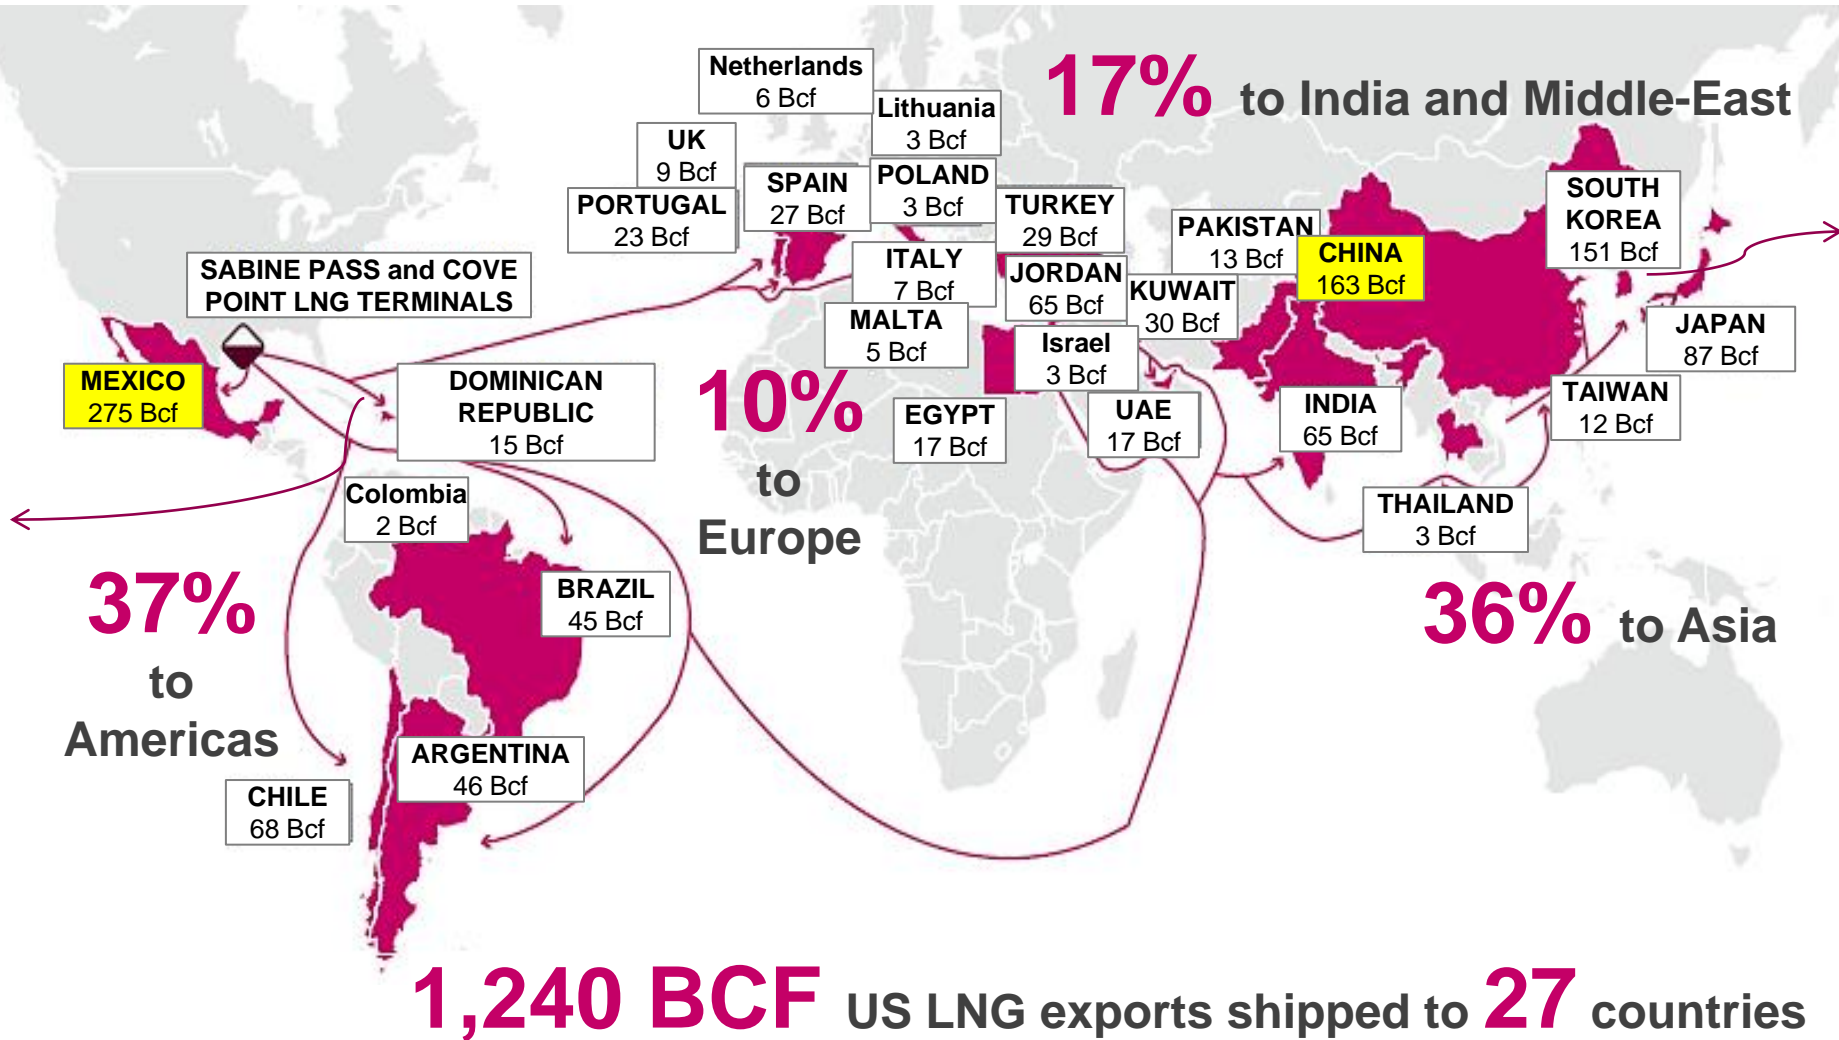 Netherlands
6 Bcf
17% to India and Middle-East
Lithuania
3 Bcf
UK
9 Bcf
SPAIN
27 Bcf
POLAND
3 Bcf
PORTUGAL
23 Bcf
TURKEY
29 Bcf
PAKISTAN
13 Bcf
CHINA
163 Bcf
SOUTH
KOREA
151 Bcf
SABINE PASS and COVE
POINT LNG TERMINALS
ITALY
7 Bcf
JORDAN
65 Bcf
KUWAIT
30 Bcf
MALTA
5 Bcf
Israel
3 Bcf
JAPAN
87 Bcf
MEXICO
275 Bcf
DOMINICAN
REPUBLIC
15 Bcf
10%
to
Europe
EGYPT
17 Bcf
UAE
17 Bcf
INDIA
65 Bcf
TAIWAN
12 Bcf
Colombia
2 Bcf
THAILAND
3 Bcf
37%
to
Americas
BRAZIL
45 Bcf
36% to Asia
ARGENTINA
46 Bcf
CHILE
68 Bcf
1,240 BCF US LNG exports shipped to 27 countries